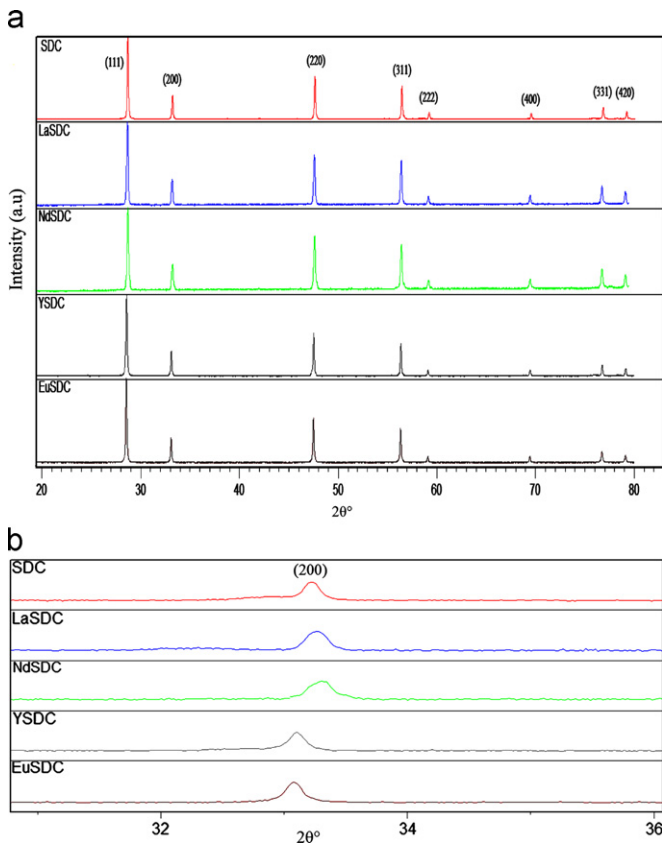 a
SDC
(111)
(200)
(220)
(311)
(222)
(400)
(331)
(420)
LaSDC
NdSDC
YSDC
EuSDC
Intensity (a.u)
20 30 40 50 60 70 80
2θ°
b
SDC
(200)
LaSDC
NdSDC
YSDC
EuSDC
32 34 36
2θ°